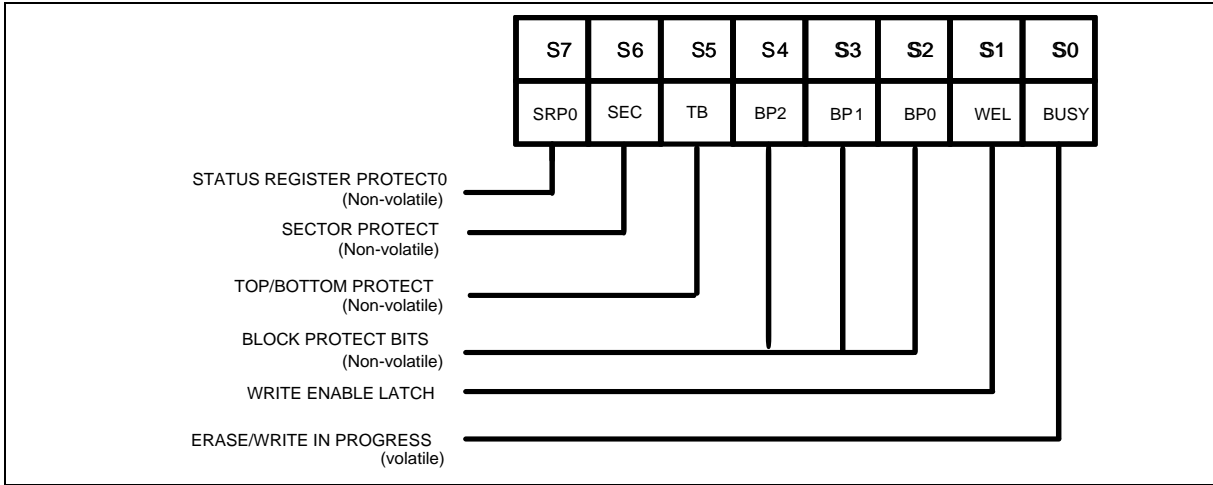 S7 S6 S5 S4 S3 S2 S1 S0
SRP0 SEC TB BP2 BP1 BP0 WEL BUSY
STATUS REGISTER PROTECT0
(Non-volatile)
SECTOR PROTECT
(Non-volatile)
TOP/BOTTOM PROTECT
(Non-volatile)
BLOCK PROTECT BITS
(Non-volatile)
WRITE ENABLE LATCH
ERASE/WRITE IN PROGRESS
(volatile)